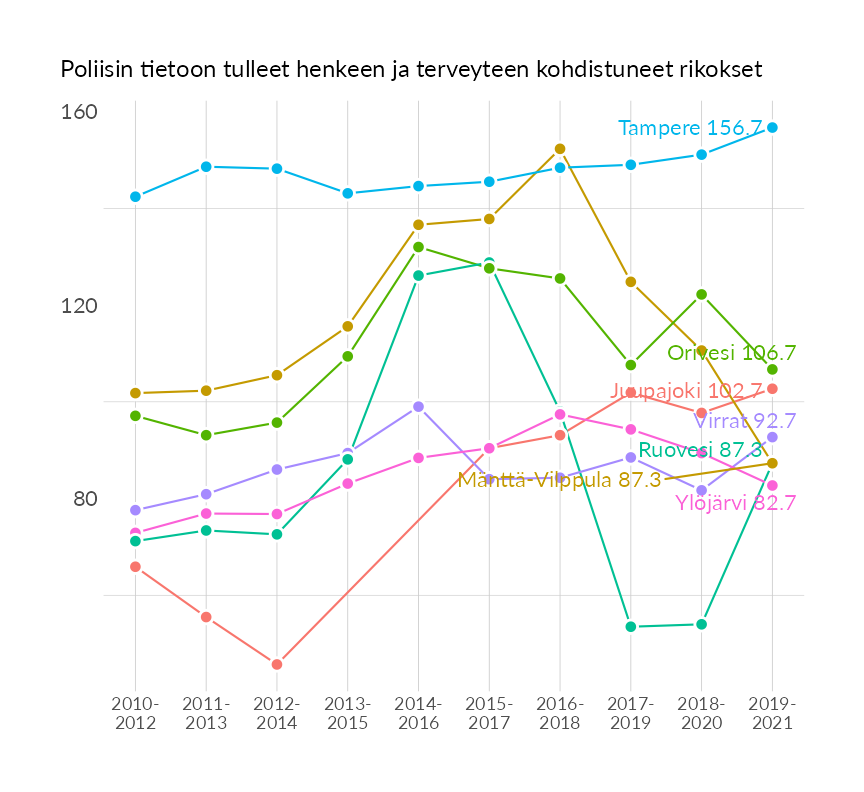 Poliisin tietoon tulleet henkeen ja terveyteen kohdistuneet rikokset
160
Tampere 156.7
120
Orivesi 106.7
Juupajoki 102.7
Virrat 92.7
Ruovesi 87.3
Mänttä-Vilppula 87.3
80
Ylöjärvi 82.7
2010-
2012
2011-
2013
2012-
2014
2013-
2015
2014-
2016
2015-
2017
2016-
2018
2017-
2019
2018-
2020
2019-
2021